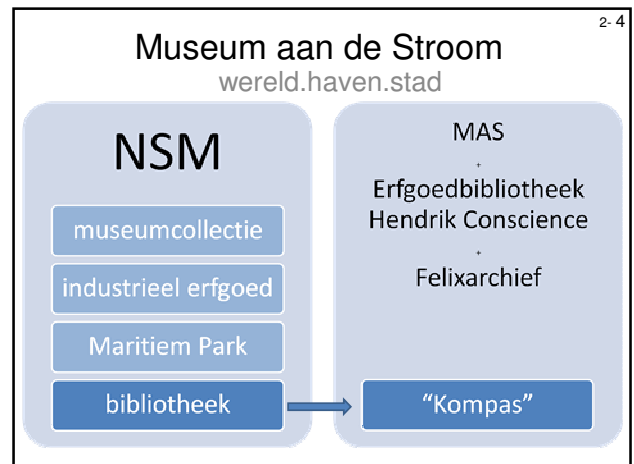 2- 4
Museum aan de Stroom
wereld.haven.stad
NSM
museumcollectie
industrieel erfgoed
Maritiem Park
bibliotheek
MAS
+
Erfgoedbibliotheek
Hendrik Conscience
+
Felixarchief
“Kompas”